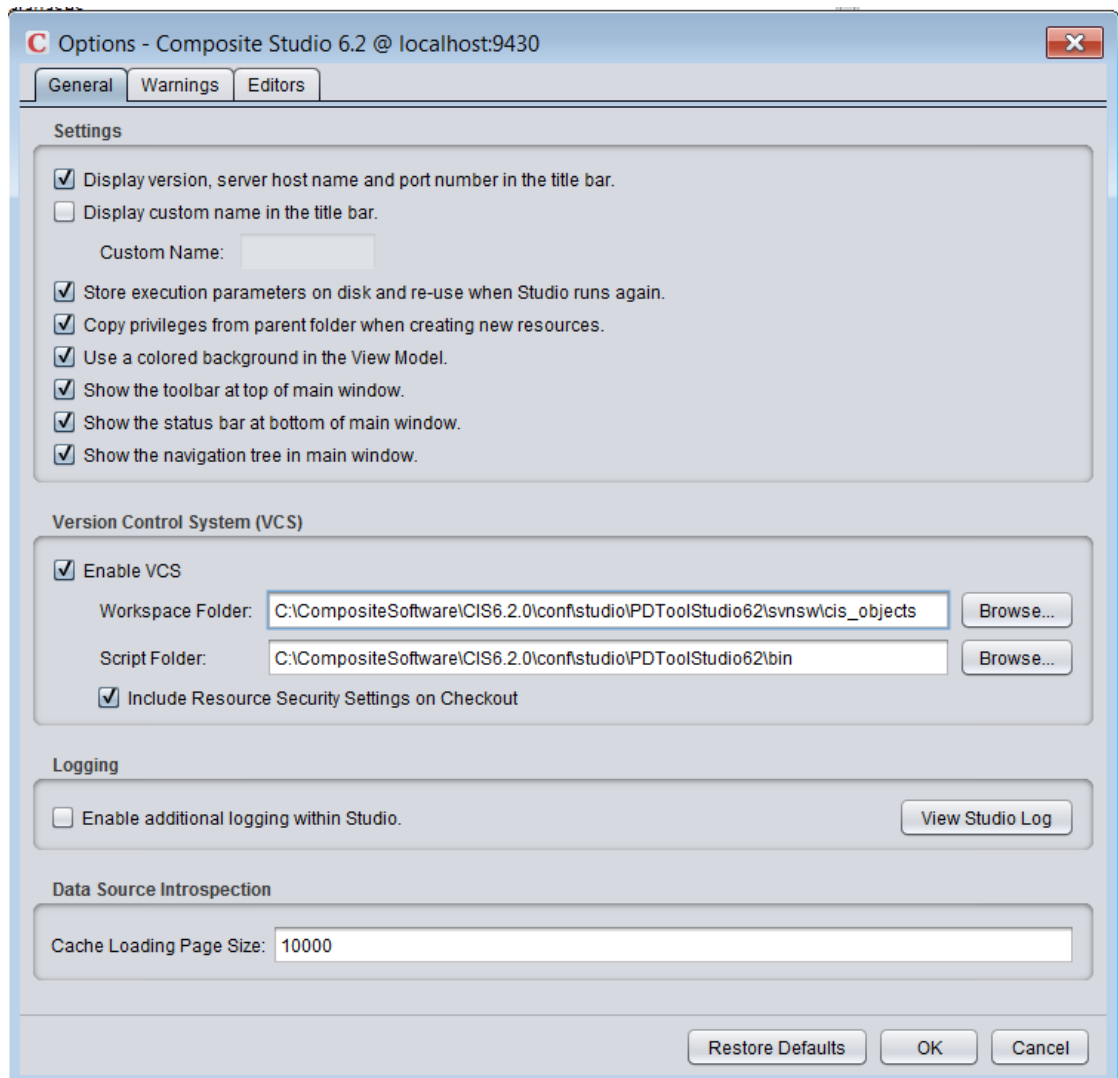 C Options - Composite Studio 6.2 @ localhost:9430
General Warnings Editors
Settings
Display version, server host name and port number in the title bar.
Display custom name in the title bar.
Custom Name:
Store execution parameters on disk and re-use when Studio runs again.
Copy privileges from parent folder when creating new resources.
Use a colored background in the View Model.
Show the toolbar at top of main window.
Show the status bar at bottom of main window.
Show the navigation tree in main window.
Version Control System (VCS)
Enable VCS
Workspace Folder: C:\CompositeSoftware\CIS6.2.0\conf\studio\PDToolStudio62\svnsw\cis_objects Browse...
Script Folder: C:\CompositeSoftware\CIS6.2.0\conf\studio\PDToolStudio62\bin Browse...
Include Resource Security Settings on Checkout
Logging
Enable additional logging within Studio. View Studio Log
Data Source Introspection
Cache Loading Page Size: 10000
Restore Defaults OK Cancel